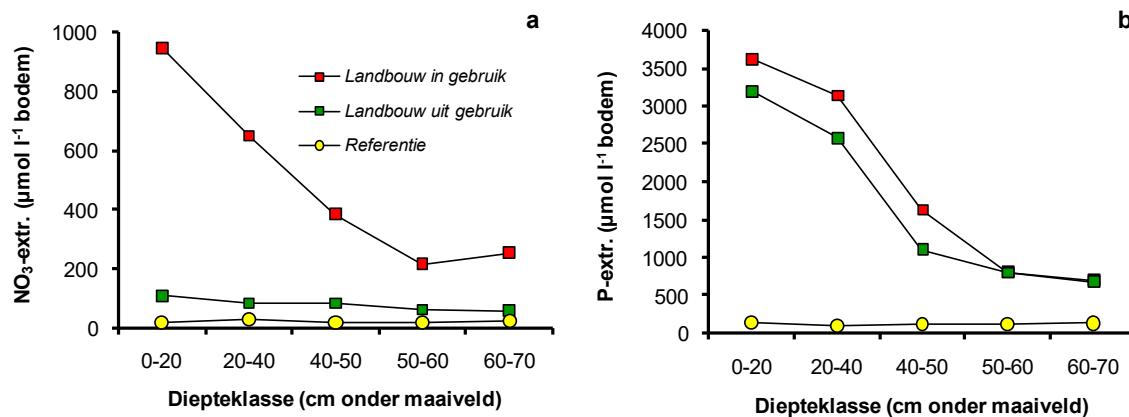 a
NO₃-extr. (µmol l⁻¹ bodem)
1000
800
600
400
200
0
Landbouw in gebruik
Landbouw uit gebruik
Referentie
0-20 20-40 40-50 50-60 60-70
Diepteklasse (cm onder maaiveld)
b
P-extr. (µmol l⁻¹ bodem)
4000
3500
3000
2500
2000
1500
1000
500
0
0-20 20-40 40-50 50-60 60-70
Diepteklasse (cm onder maaiveld)